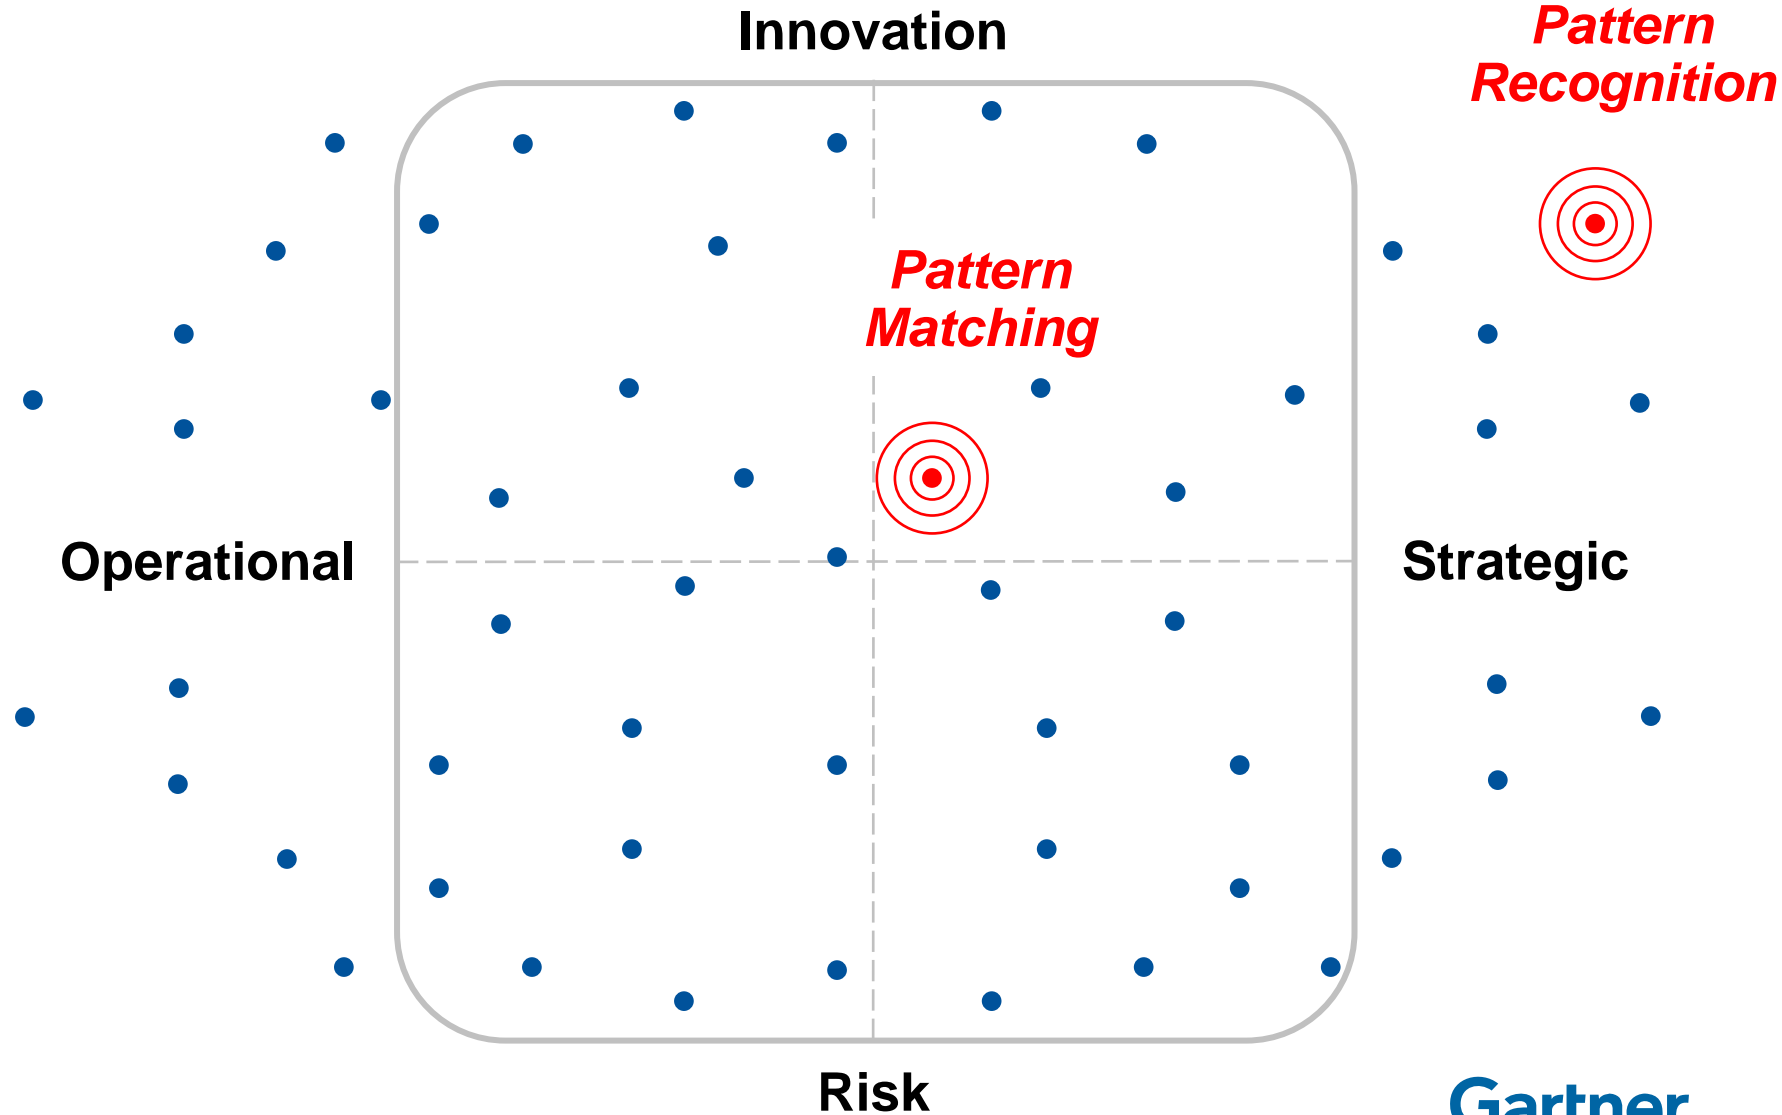 Innovation
Pattern
Recognition
Pattern
Matching
Operational
Strategic
Risk
Gartner